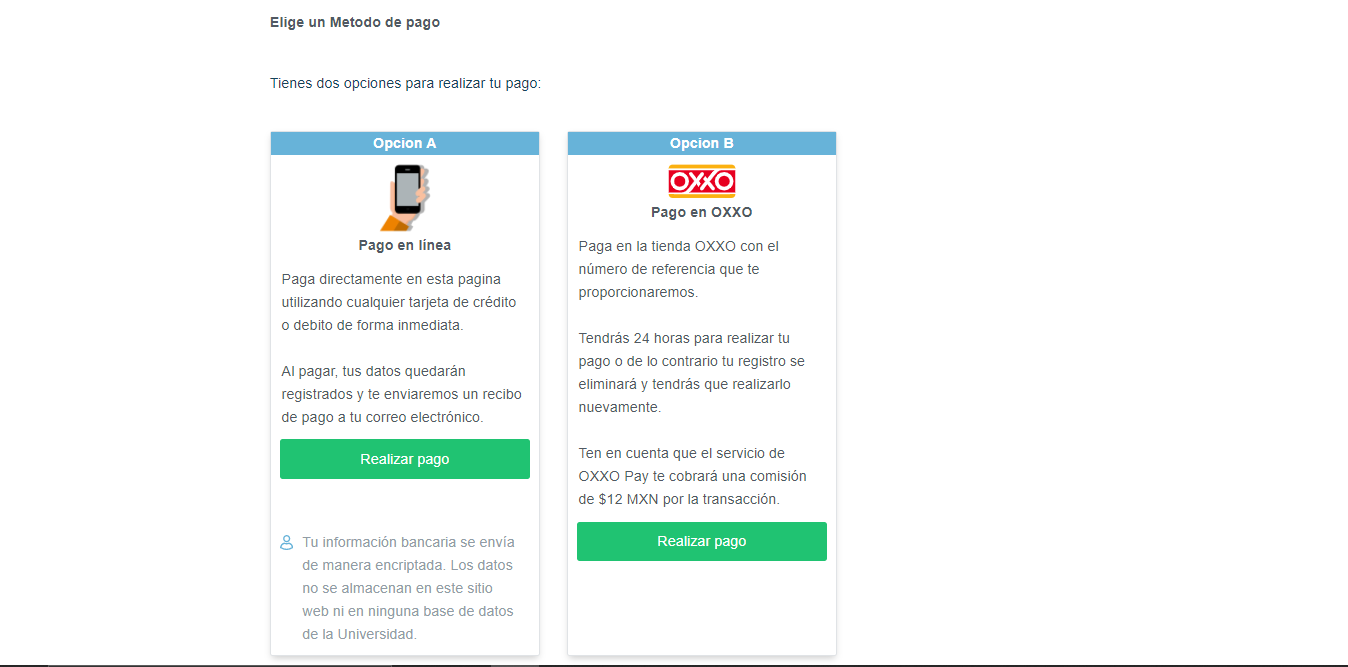 Elige un Metodo de pago
Tienes dos opciones para realizar tu pago:
Opcion A
Pago en línea
Paga directamente en esta pagina
utilizando cualquier tarjeta de crédito
o debito de forma inmediata.
Al pagar, tus datos quedarán
registrados y te enviaremos un recibo
de pago a tu correo electrónico.
Realizar pago
Tu información bancaria se envía
de manera encriptada. Los datos
no se almacenan en este sitio
web ni en ninguna base de datos
de la Universidad.
Opcion B
OXXO
Pago en OXXO
Paga en la tienda OXXO con el
número de referencia que te
proporcionaremos.
Tendrás 24 horas para realizar tu
pago o de lo contrario tu registro se
eliminará y tendrás que realizarlo
nuevamente.
Ten en cuenta que el servicio de
OXXO Pay te cobrará una comisión
de $12 MXN por la transacción.
Realizar pago